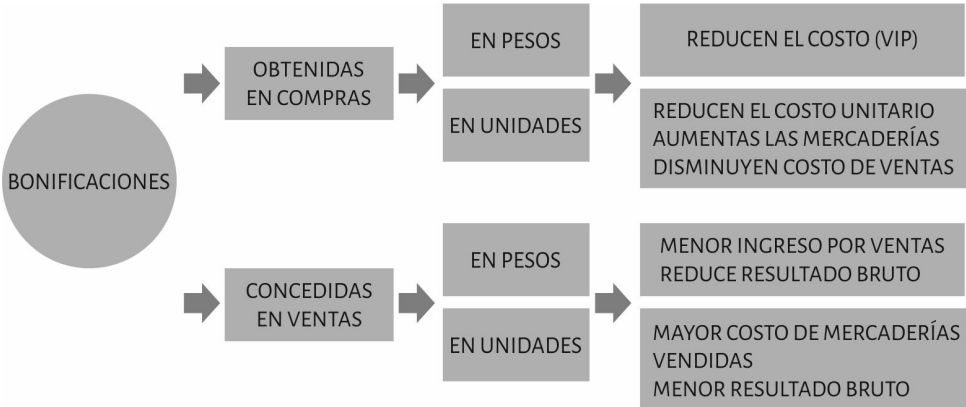 BONIFICACIONES
OBTENIDAS
EN COMPRAS
EN PESOS
REDUCEN EL COSTO (VIP)
EN UNIDADES
REDUCEN EL COSTO UNITARIO
AUMENTAS LAS MERCADERÍAS
DISMINUYEN COSTO DE VENTAS
CONCEDIDAS
EN VENTAS
EN PESOS
MENOR INGRESO POR VENTAS
REDUCE RESULTADO BRUTO
EN UNIDADES
MAYOR COSTO DE MERCADERÍAS
VENDIDAS
MENOR RESULTADO BRUTO